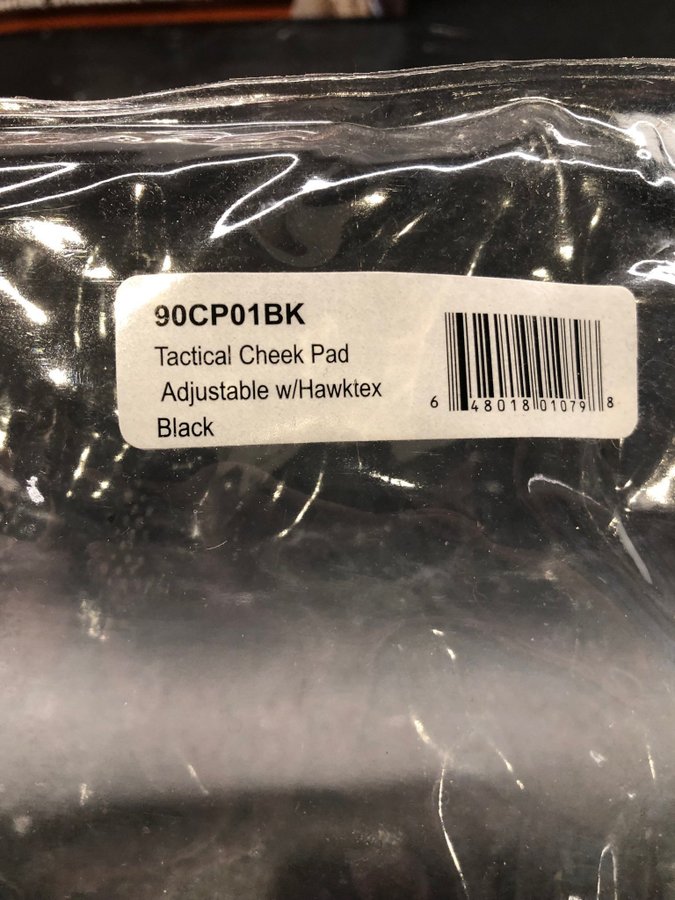 90CP01BK
Tactical Cheek Pad
Adjustable w/Hawktex
Black
6 48018 01079 8